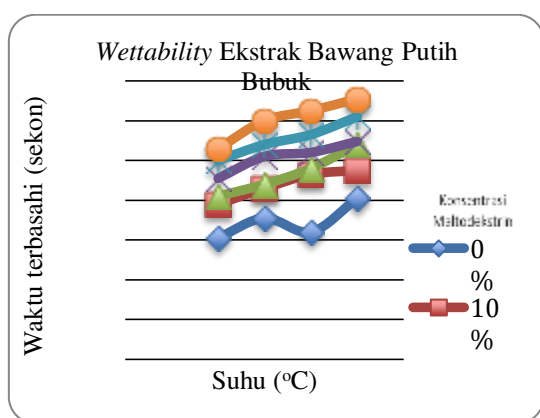 Wettability Ekstrak Bawang Putih
Bubuk
Waktu terbasahi (sekon)
Suhu (°C)
Konsentrasi
Maltodekstrin
0
%
10
%